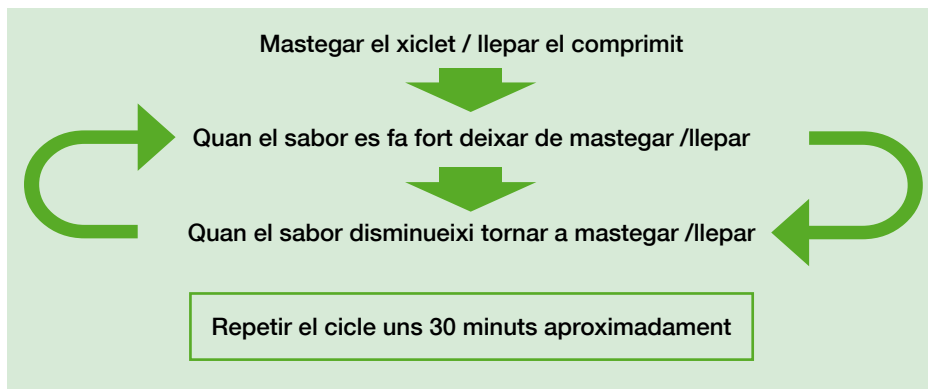 Mastegar el xiclet / llepar el comprimit
Quan el sabor es fa fort deixar de mastegar /llepar
Quan el sabor disminueixi tornar a mastegar /llepar
Repetir el cicle uns 30 minuts aproximadament